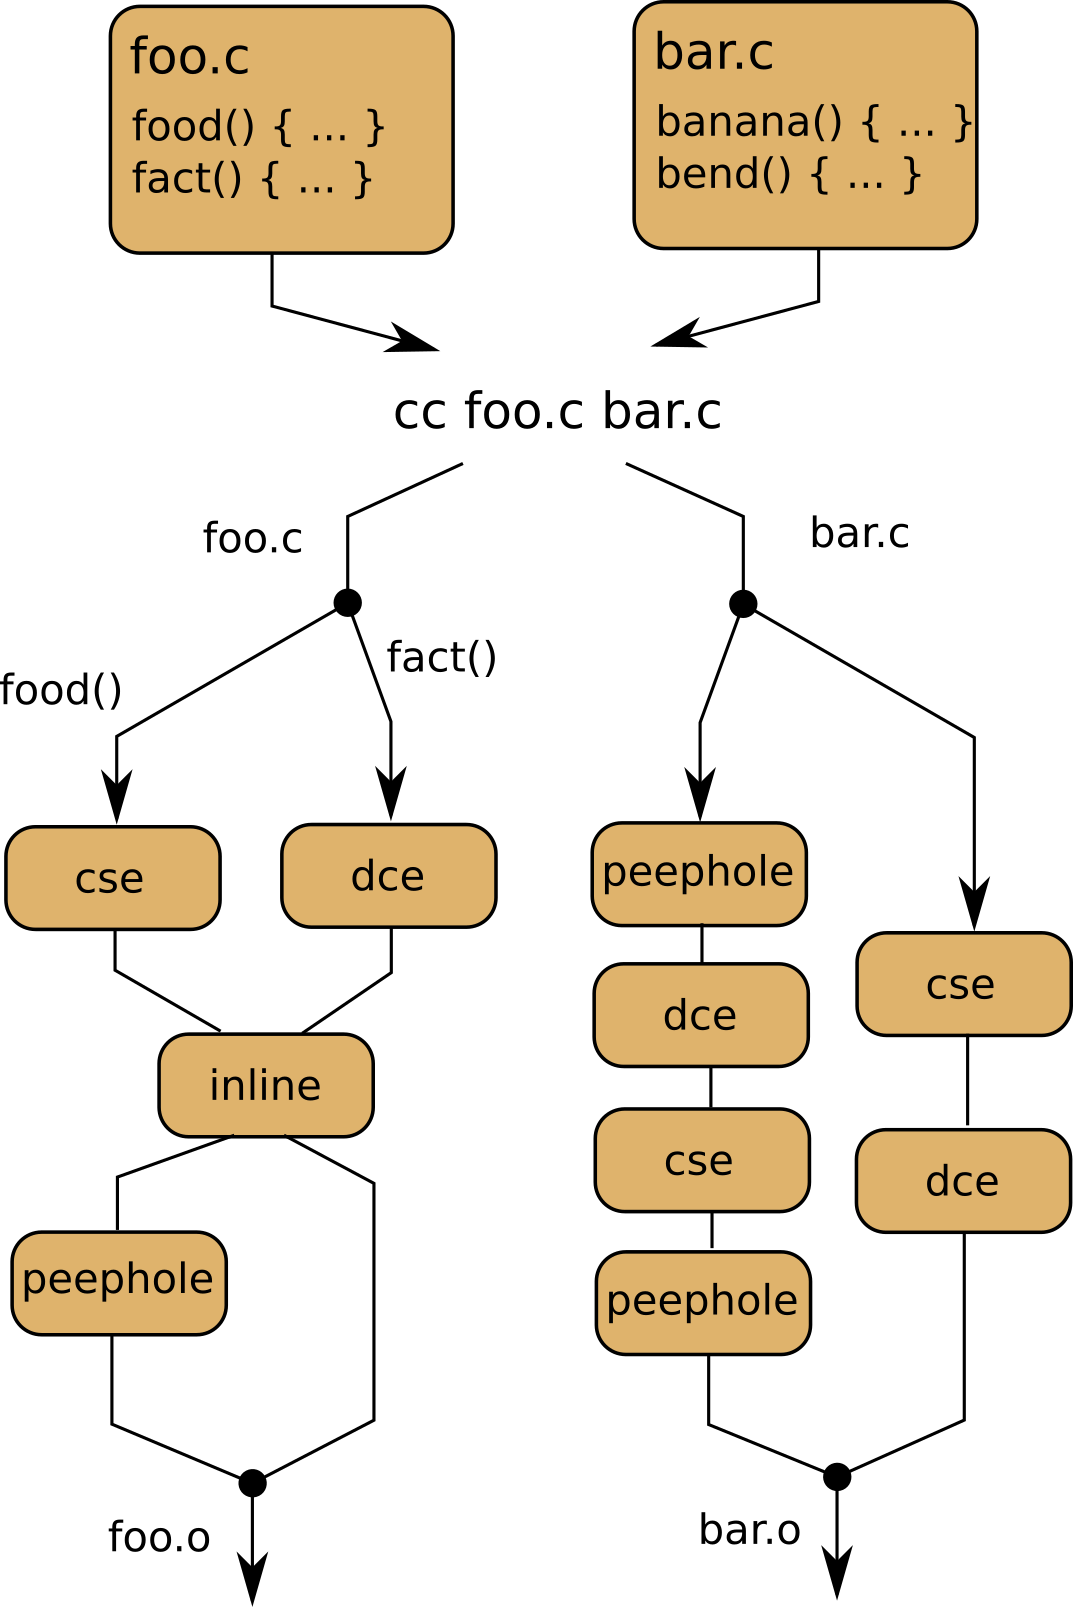 foo.c
food() { ... }
fact() { ... }
bar.c
banana() { ... }
bend() { ... }
cc foo.c bar.c
foo.c
bar.c
food()
fact()
cse
dce
inline
peephole
foo.o
peephole
dce
cse
peephole
cse
dce
bar.o